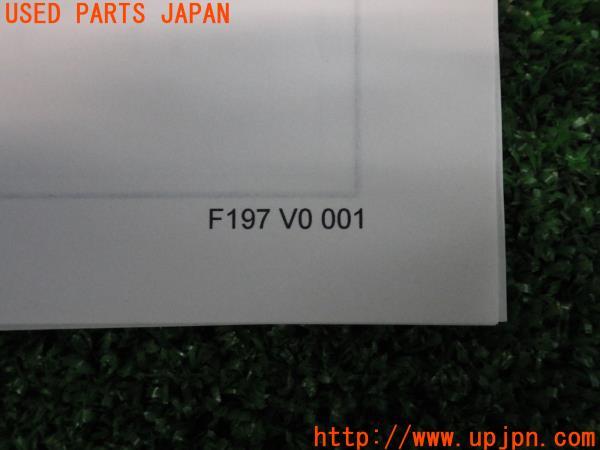 USED PARTS JAPAN
F197 V0 001
http://www.upjpn.com